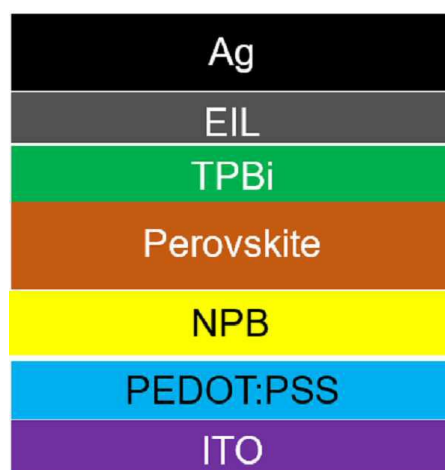 Ag
EIL
TPBi
Perovskite
NPB
PEDOT:PSS
ITO